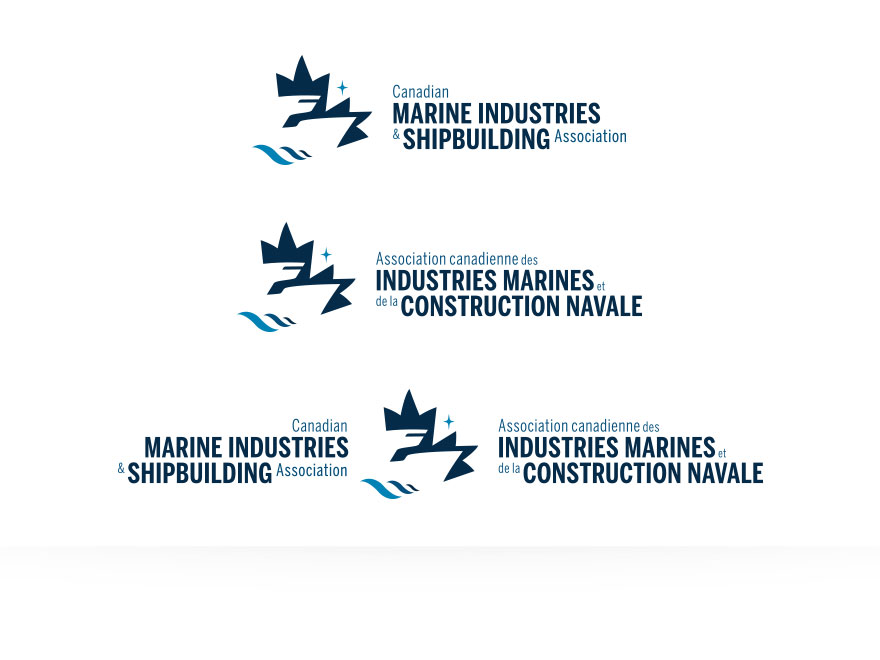 Canadian
MARINE INDUSTRIES
& SHIPBUILDING Association
Association canadienne des
INDUSTRIES MARINES et
de la CONSTRUCTION NAVALE
Canadian
MARINE INDUSTRIES
& SHIPBUILDING Association
Association canadienne des
INDUSTRIES MARINES et
de la CONSTRUCTION NAVALE